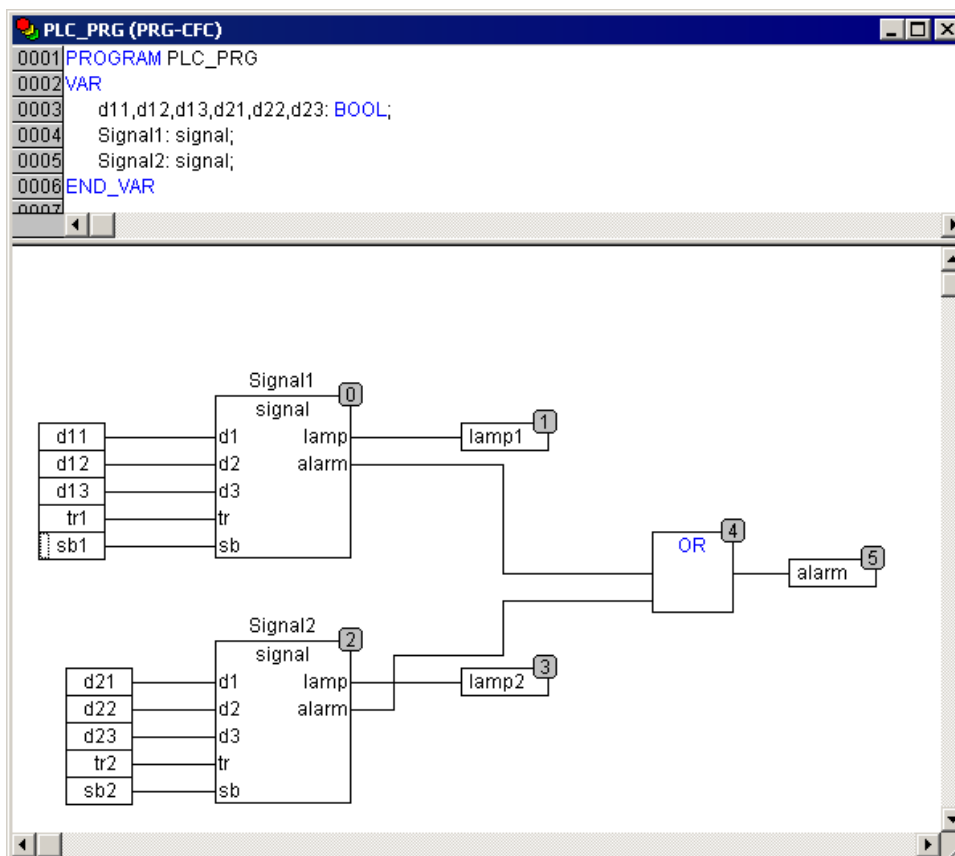 PLC_PRG (PRG-CFC)
0001 PROGRAM PLC_PRG
0002 VAR
0003 d11,d12,d13,d21,d22,d23: BOOL;
0004 Signal1: signal;
0005 Signal2: signal;
0006 END_VAR
0007
Signal1
0
signal
d11 d1 lamp lamp1 1
d12 d2 alarm
d13 d3
tr1 tr
sb1 sb
OR 4
alarm 5
Signal2
2
signal
d21 d1 lamp lamp2 3
d22 d2 alarm
d23 d3
tr2 tr
sb2 sb